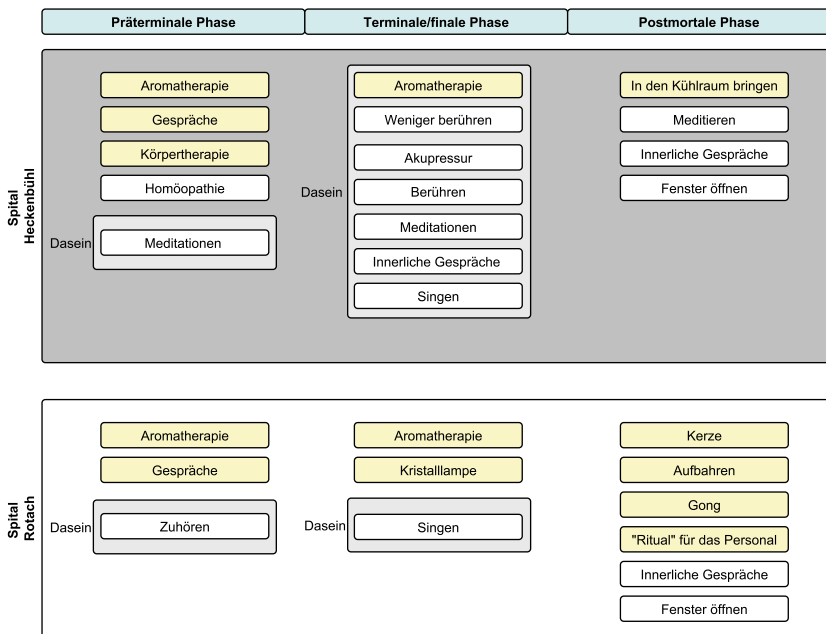 Präterminale Phase
Terminale/finale Phase
Postmortale Phase
Spital
Heckenbühl
Aromatherapie
Gespräche
Körpertherapie
Homöopathie
Dasein
Meditationen
Dasein
Aromatherapie
Weniger berühren
Akupressur
Berühren
Meditationen
Innerliche Gespräche
Singen
In den Kühlraum bringen
Meditieren
Innerliche Gespräche
Fenster öffnen
Spital
Rotach
Aromatherapie
Gespräche
Dasein
Zuhören
Aromatherapie
Kristalllampe
Dasein
Singen
Kerze
Aufbahren
Gong
"Ritual" für das Personal
Innerliche Gespräche
Fenster öffnen